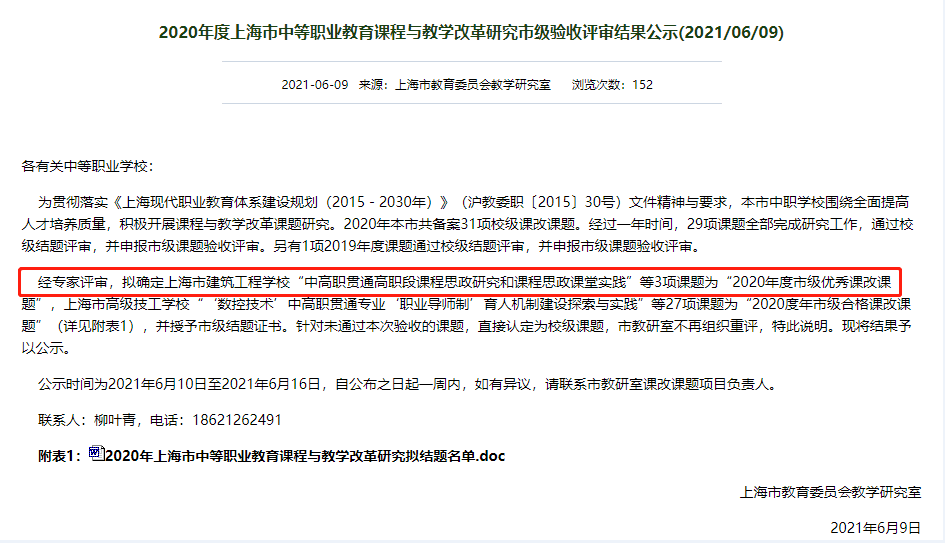 2020年度上海市中等职业教育课程与教学改革研究市级验收评审结果公示(2021/06/09)
2021-06-09 来源：上海市教育委员会教学研究室 浏览次数：152
各有关中等职业学校：
为贯彻落实《上海现代职业教育体系建设规划（2015－2030年）》（沪教委职〔2015〕30号）文件精神与要求，本市中职学校围绕全面提高
人才培养质量，积极开展课程与教学改革课题研究。2020年本市共备案31项校级课改课题。经过一年时间，29项课题全部完成研究工作，通过校
级结题评审，并申报市级课题验收评审。另有1项2019年度课题通过校级结题评审，并申报市级课题验收评审。
经专家评审，拟确定上海市建筑工程学校“中高职贯通高职段课程思政研究和课程思政课堂实践”等3项课题为“2020年度市级优秀课改课
题”，上海市高级技工学校“‘数控技术’中高职贯通专业‘职业导师制’育人机制建设探索与实践”等27项课题为“2020度年市级合格课改课
题”（详见附表1），并授予市级结题证书。针对未通过本次验收的课题，直接认定为校级课题，市教研室不再组织重评，特此说明。现将结果予
以公示。
公示时间为2021年6月10日至2021年6月16日，自公布之日起一周内，如有异议，请联系市教研室课改课题项目负责人。
联系人：柳叶青，电话：18621262491
附表1：2020年上海市中等职业教育课程与教学改革研究拟结题名单.doc
上海市教育委员会教学研究室
2021年6月9日